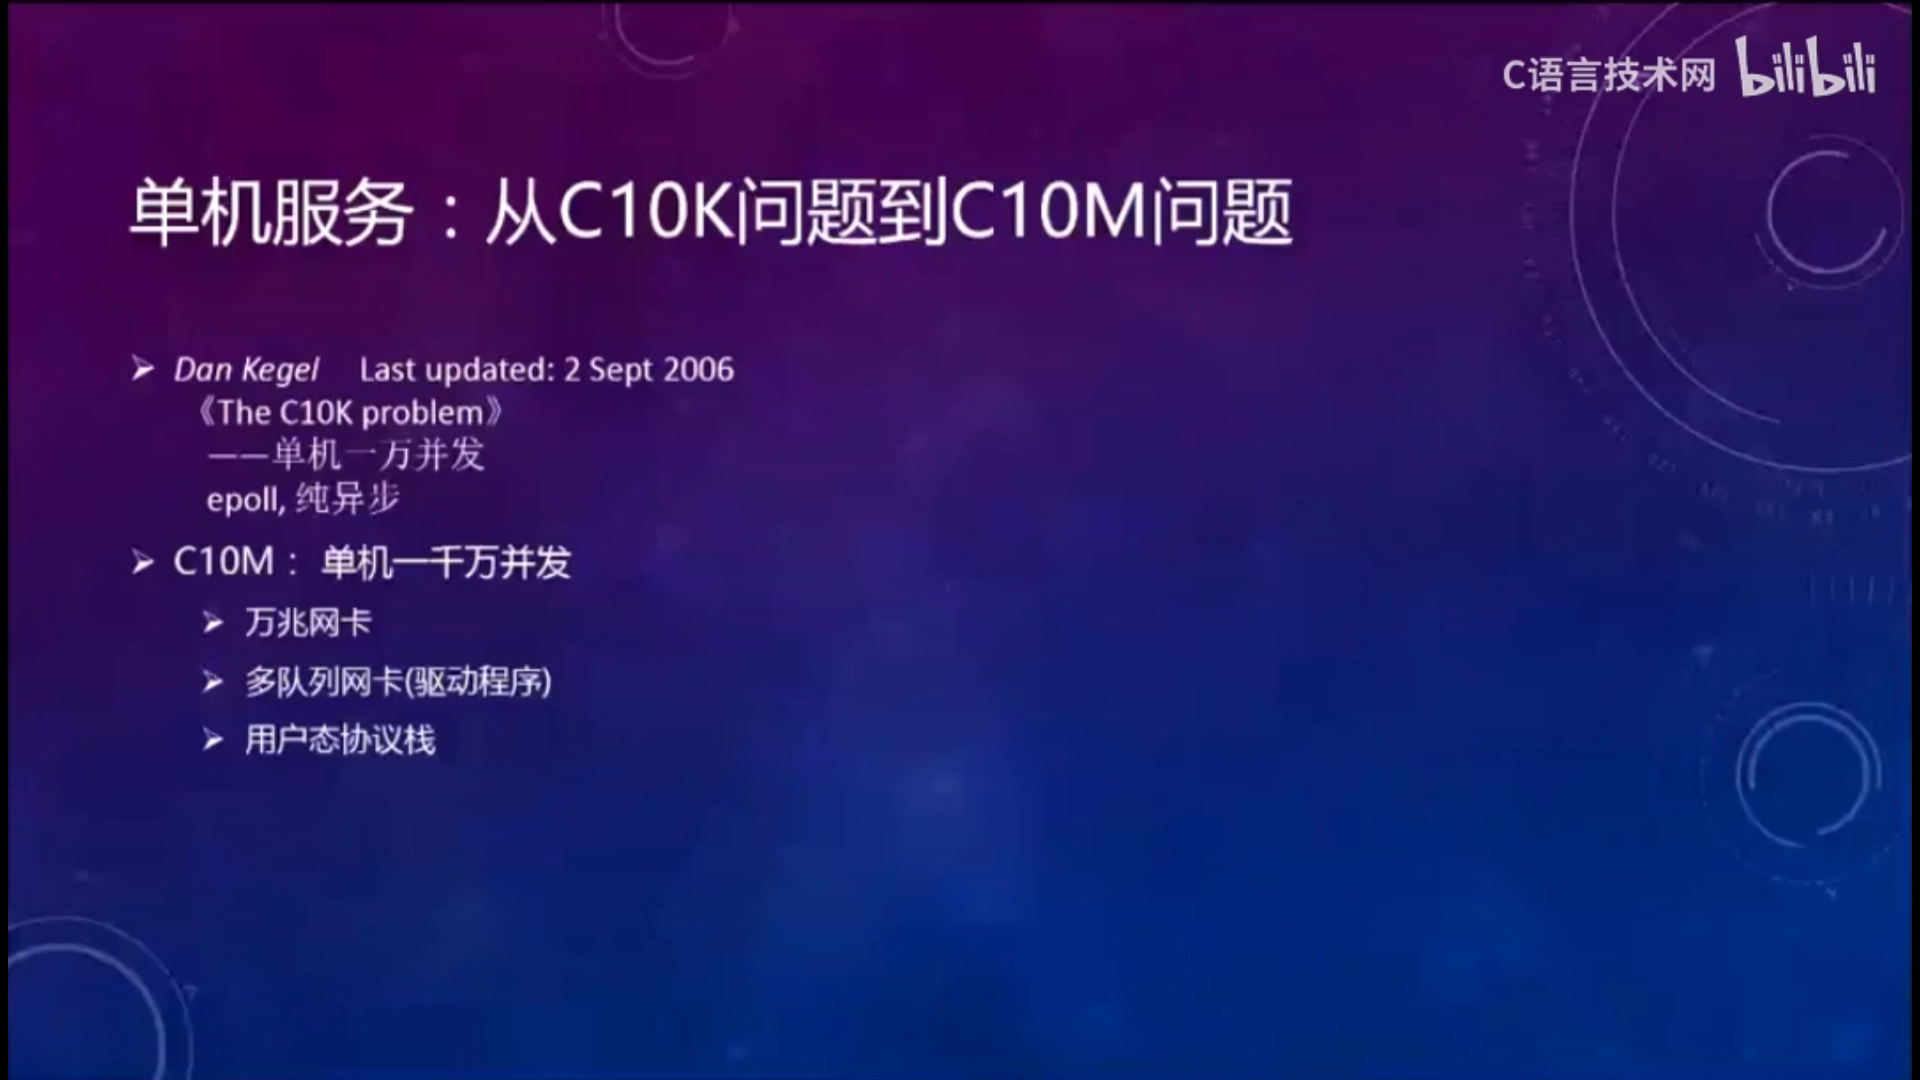 C语言技术网 bilibili
单机服务：从C10K问题到C10M问题
Dan Kegel Last updated: 2 Sept 2006
《The C10K problem》
——单机一万并发
epoll, 纯异步
C10M： 单机一千万并发
万兆网卡
多队列网卡(驱动程序)
用户态协议栈